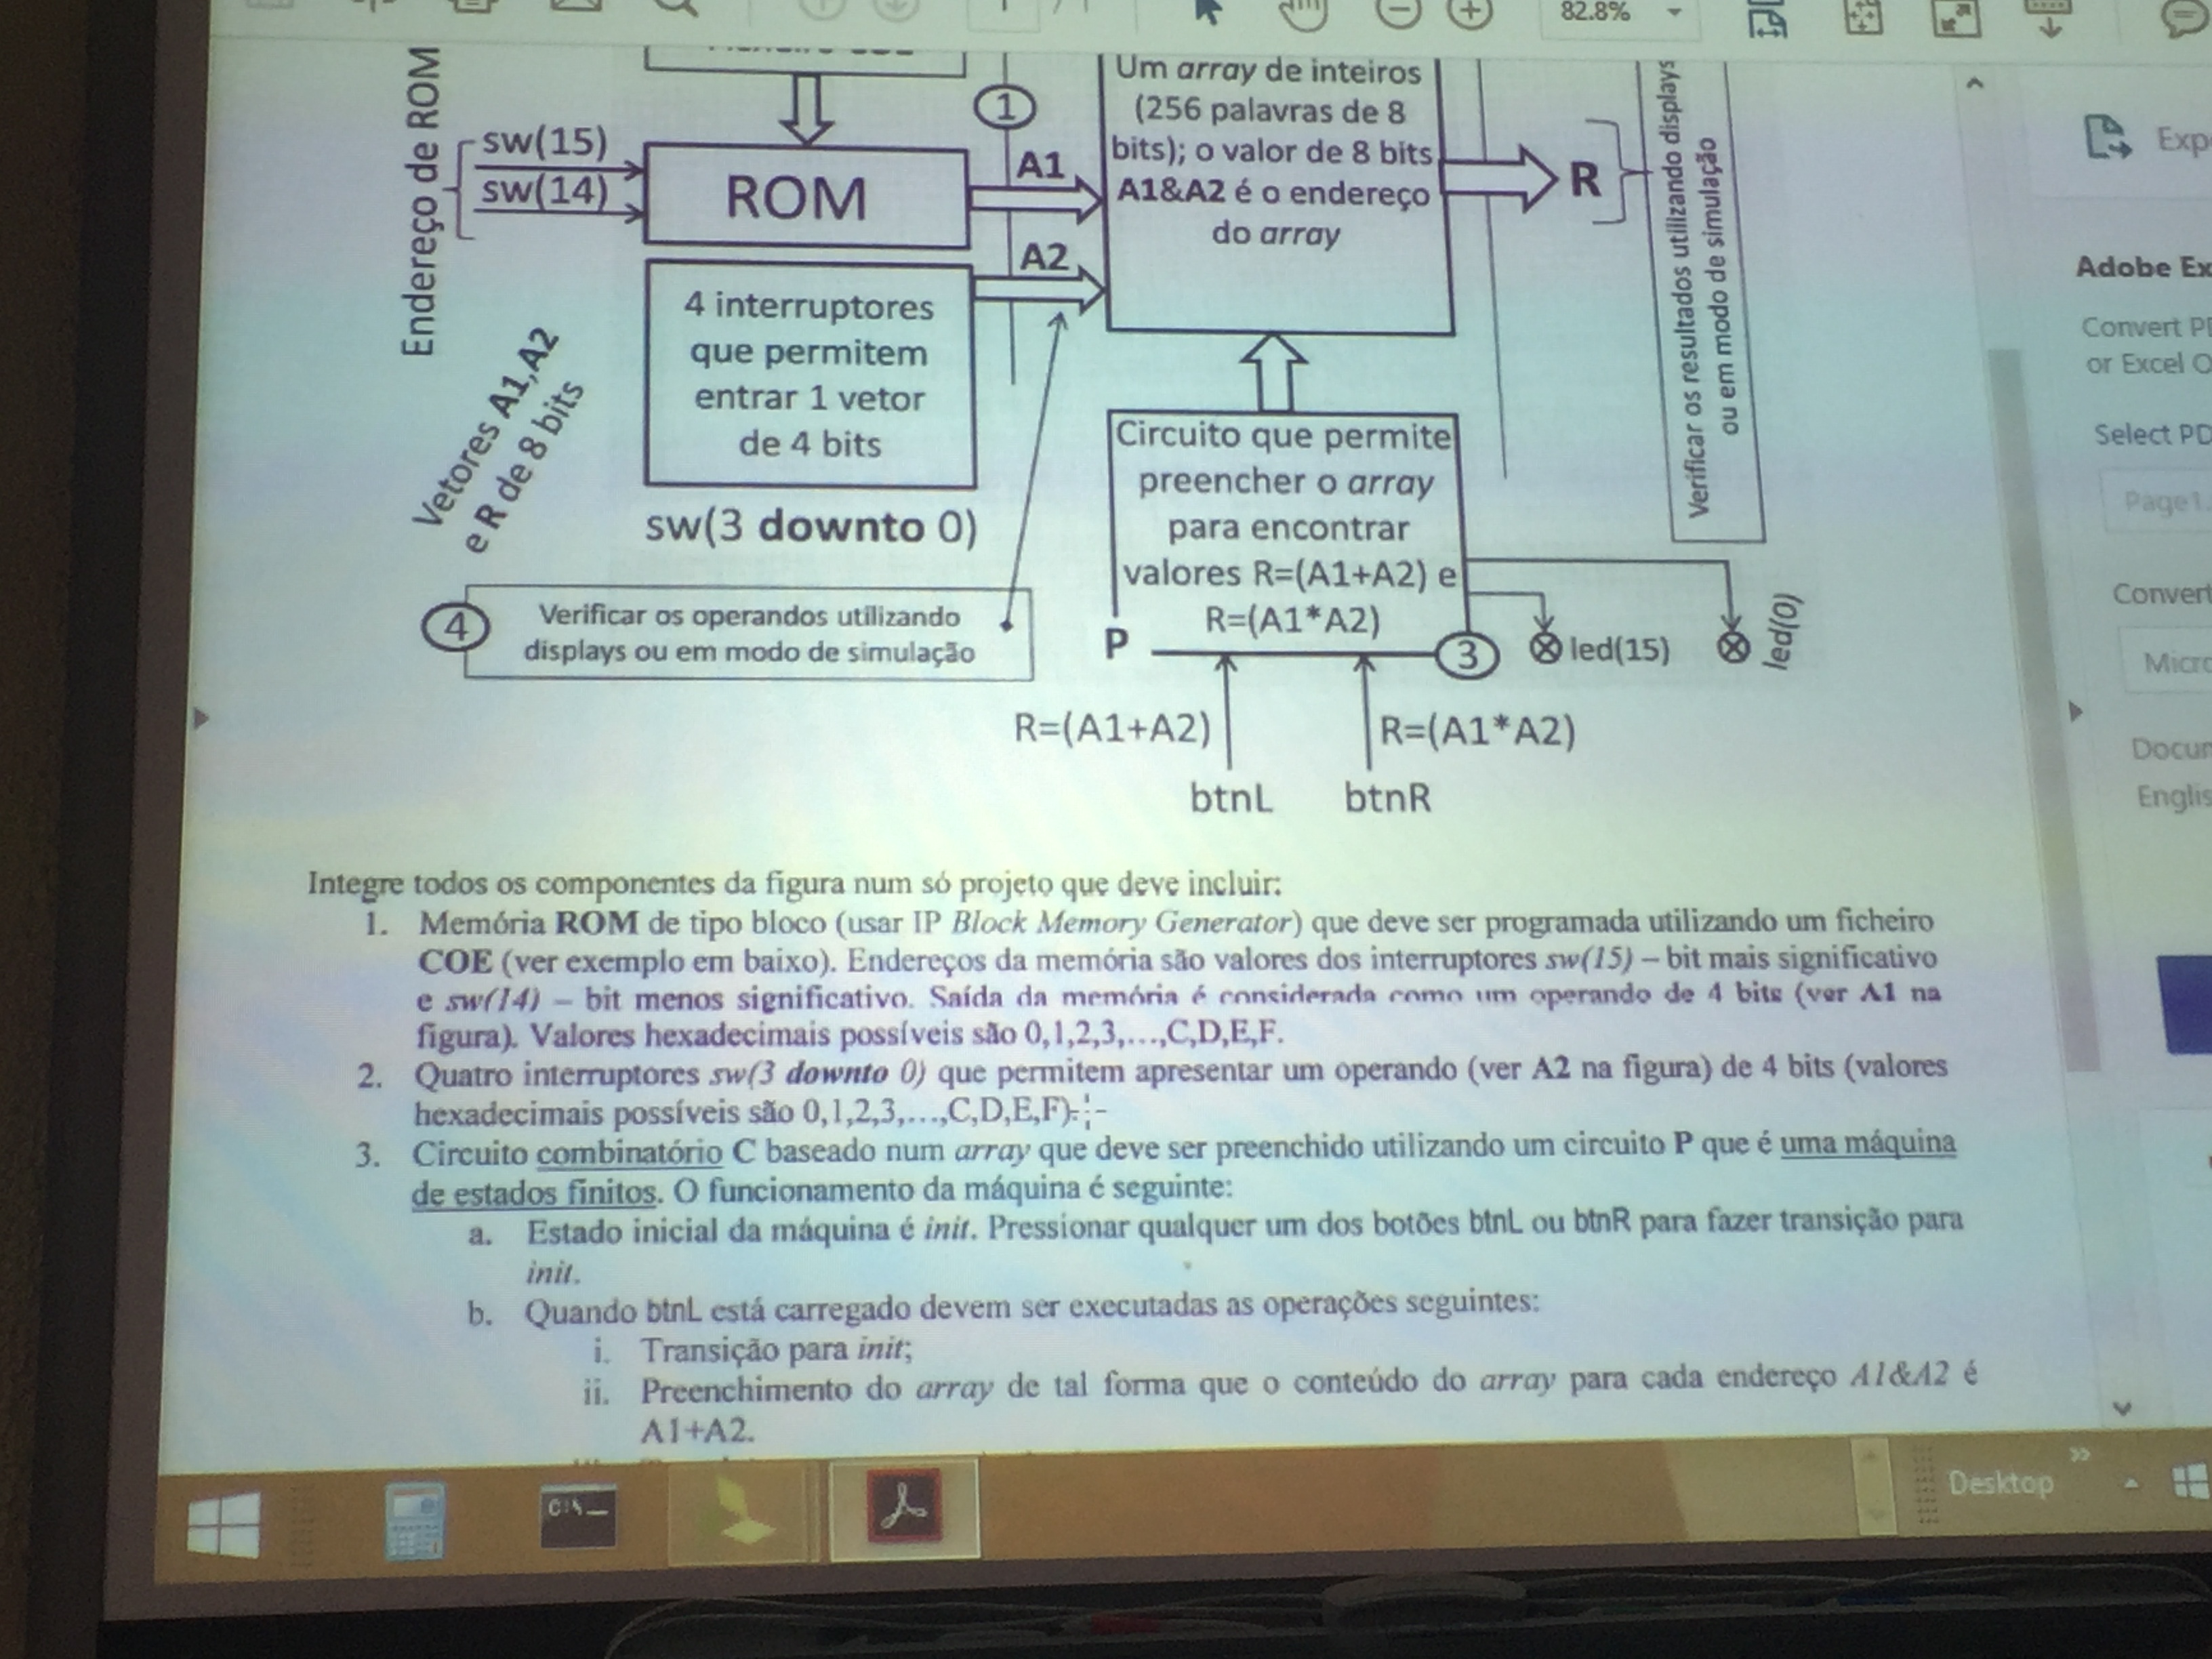 82.8%
Endereço de ROM
sw(15)
sw(14)
ROM
1
A1
A2
Um array de inteiros
(256 palavras de 8
bits); o valor de 8 bits
A1&A2 é o endereço
do array
R
Verificar os resultados utilizando displays
ou em modo de simulação
4 interruptores
que permitem
entrar 1 vetor
de 4 bits
sw(3 downto 0)
Vetores A1,A2
e R de 8 bits
Circuito que permite
preencher o array
para encontrar
valores R=(A1+A2) e
R=(A1*A2)
P
3
led(15)
led(0)
4
Verificar os operandos utilizando
displays ou em modo de simulação
R=(A1+A2)
R=(A1*A2)
btnL
btnR
Integre todos os componentes da figura num só projeto que deve incluir:
1. Memória ROM de tipo bloco (usar IP Block Memory Generator) que deve ser programada utilizando um ficheiro
COE (ver exemplo em baixo). Endereços da memória são valores dos interruptores sw(15) – bit mais significativo
e sw(14) – bit menos significativo. Saída da memória é considerada como um operando de 4 bits (ver A1 na
figura). Valores hexadecimais possíveis são 0,1,2,3,…,C,D,E,F.
2. Quatro interruptores sw(3 downto 0) que permitem apresentar um operando (ver A2 na figura) de 4 bits (valores
hexadecimais possíveis são 0,1,2,3,…,C,D,E,F).
3. Circuito combinatório C baseado num array que deve ser preenchido utilizando um circuito P que é uma máquina
de estados finitos. O funcionamento da máquina é seguinte:
a. Estado inicial da máquina é init. Pressionar qualquer um dos botões btnL ou btnR para fazer transição para
init.
b. Quando btnL está carregado devem ser executadas as operações seguintes:
i. Transição para init;
ii. Preenchimento do array de tal forma que o conteúdo do array para cada endereço A1&A2 é
A1+A2.
Exp
Adobe Ex
Convert P
or Excel O
Select PD
Page1.
Convert
Micro
Docum
Englis
C:\
Desktop